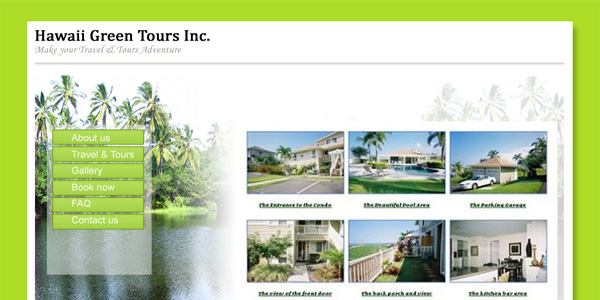 Hawaii Green Tours Inc.
Make your Travel & Tours Adventure
About us
Travel & Tours
Gallery
Book now
FAQ
Contact us
The Entrance to the Condo
The Beautiful Pool Area
The Parking Garage
The view of the front door
The back porch and view
The kitchen bar area